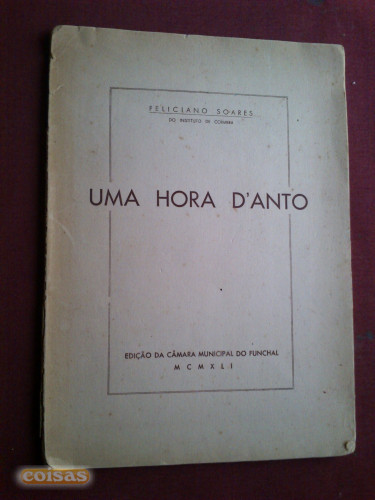 FELICIANO SOARES
DO INSTITUTO DE COIMBRA
UMA HORA D'ANTO
EDIÇÃO DA CÂMARA MUNICIPAL DO FUNCHAL
MCMXLI
coisas